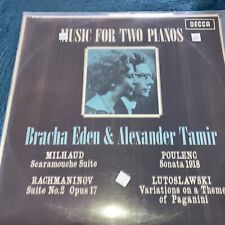 DECCA
MUSIC FOR TWO PIANOS
Bracha Eden & Alexander Tamir
MILHAUD
Scaramouche Suite
POULENC
Sonata 1918
RACHMANINOV
Suite No.2 Opus 17
LUTOSLAWSKI
Variations on a Theme
of Paganini